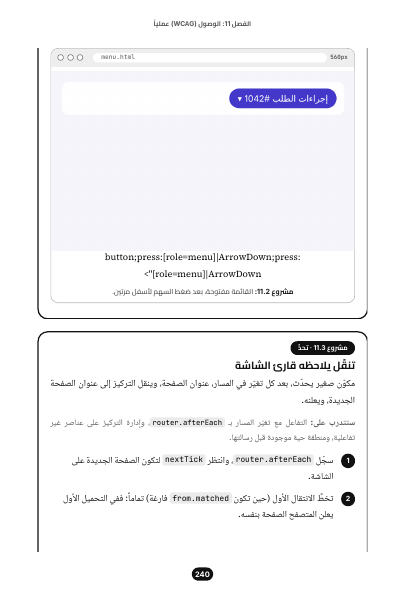 الفصل 11: الوصول (WCAG) عملياً
menu.html
560px
إجراءات الطلب #1042 ▾
button;press:[role=menu]|ArrowDown;press:
<"[role=menu]|ArrowDown
مشروع 11.2: القائمة مفتوحة، بعد ضغط السهم لأسفل مرتين.
مشروع 11.3 · تحدٍّ
تنقّل يلاحظه قارئ الشاشة
مكوّن صغير يحدّث، بعد كل تغيّر في المسار، عنوان الصفحة، وينقل التركيز إلى عنوان الصفحة
الجديدة، ويعلنه.
ستتدرب على: التفاعل مع تغيّر المسار بـ router.afterEach، وإدارة التركيز على عناصر غير
تفاعلية، ومنطقة حية موجودة قبل رسالتها.
1 سجّل router.afterEach، وانتظر nextTick لتكون الصفحة الجديدة على
الشاشة.
2 تخطَّ الانتقال الأول (حين تكون from.matched فارغة) تماماً: ففي التحميل الأول
يعلن المتصفح الصفحة بنفسه.
240